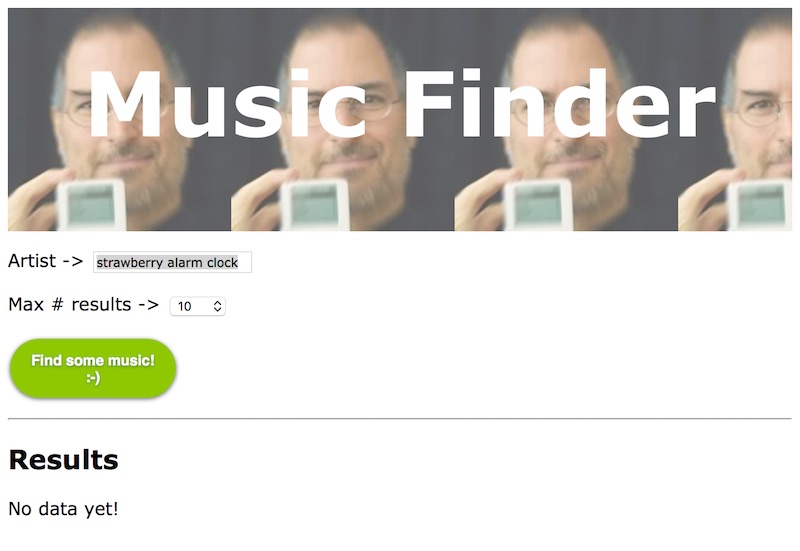 Music Finder
Artist -> strawberry alarm clock
Max # results -> 10
Find some music!
:-)
Results
No data yet!